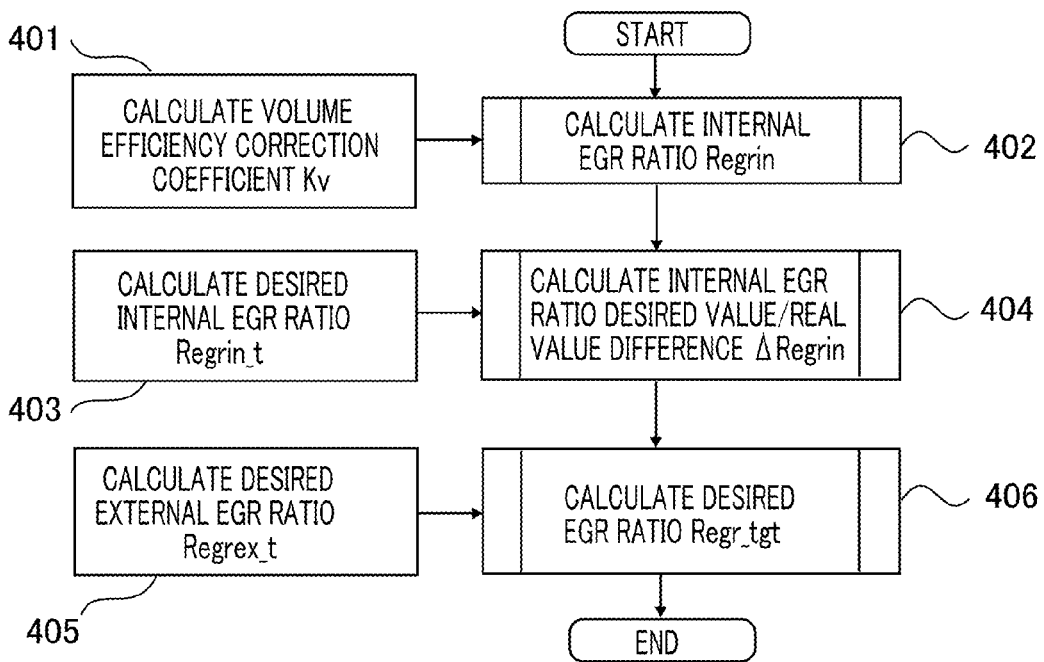 401
START
CALCULATE VOLUME
EFFICIENCY CORRECTION
COEFFICIENT Kv
CALCULATE INTERNAL
EGR RATIO Regrin
402
CALCULATE DESIRED
INTERNAL EGR RATIO
Regrin_t
CALCULATE INTERNAL EGR
RATIO DESIRED VALUE/REAL
VALUE DIFFERENCE ΔRegrin
404
403
CALCULATE DESIRED
EXTERNAL EGR RATIO
Regrex_t
CALCULATE DESIRED
EGR RATIO Regr_tgt
406
405
END